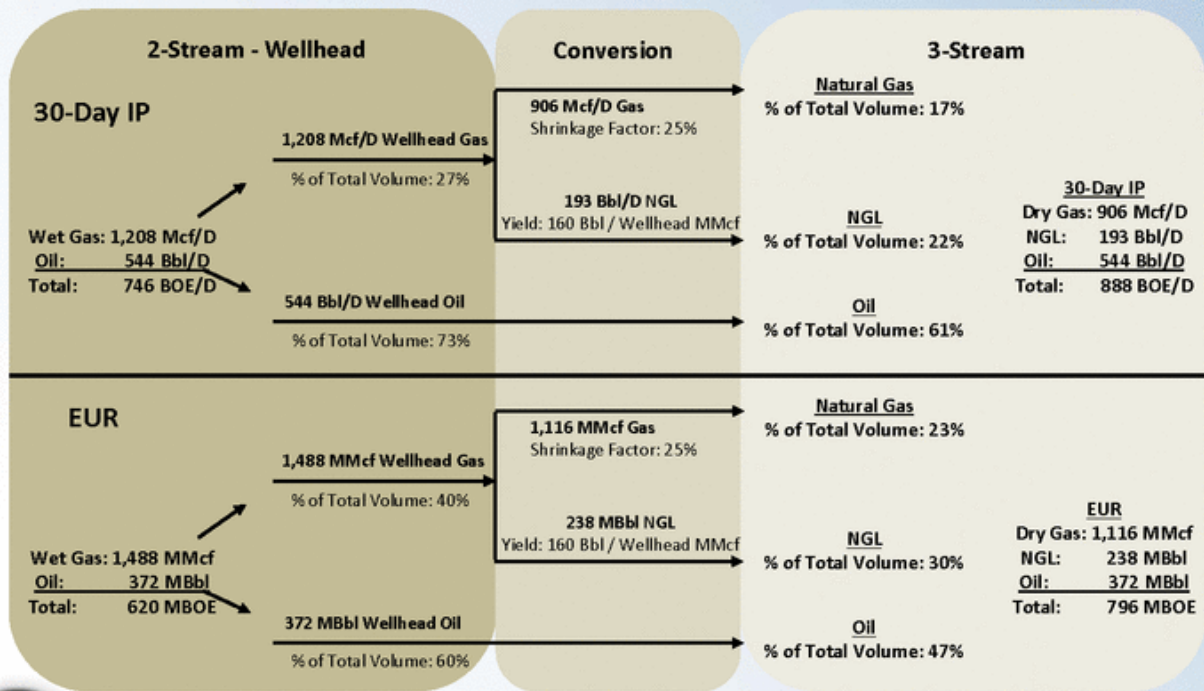 2-Stream - Wellhead
Conversion
3-Stream
30-Day IP
1,208 Mcf/D Wellhead Gas
% of Total Volume: 27%
Wet Gas: 1,208 Mcf/D
Oil: 544 Bbl/D
Total: 746 BOE/D
544 Bbl/D Wellhead Oil
% of Total Volume: 73%
906 Mcf/D Gas
Shrinkage Factor: 25%
193 Bbl/D NGL
Yield: 160 Bbl / Wellhead MMcf
Natural Gas
% of Total Volume: 17%
NGL
% of Total Volume: 22%
Oil
% of Total Volume: 61%
30-Day IP
Dry Gas: 906 Mcf/D
NGL: 193 Bbl/D
Oil: 544 Bbl/D
Total: 888 BOE/D
EUR
1,488 MMcf Wellhead Gas
% of Total Volume: 40%
Wet Gas: 1,488 MMcf
Oil: 372 MBbl
Total: 620 MBOE
372 MBbl Wellhead Oil
% of Total Volume: 60%
1,116 MMcf Gas
Shrinkage Factor: 25%
238 MBbl NGL
Yield: 160 Bbl / Wellhead MMcf
Natural Gas
% of Total Volume: 23%
NGL
% of Total Volume: 30%
Oil
% of Total Volume: 47%
EUR
Dry Gas: 1,116 MMcf
NGL: 238 MBbl
Oil: 372 MBbl
Total: 796 MBOE